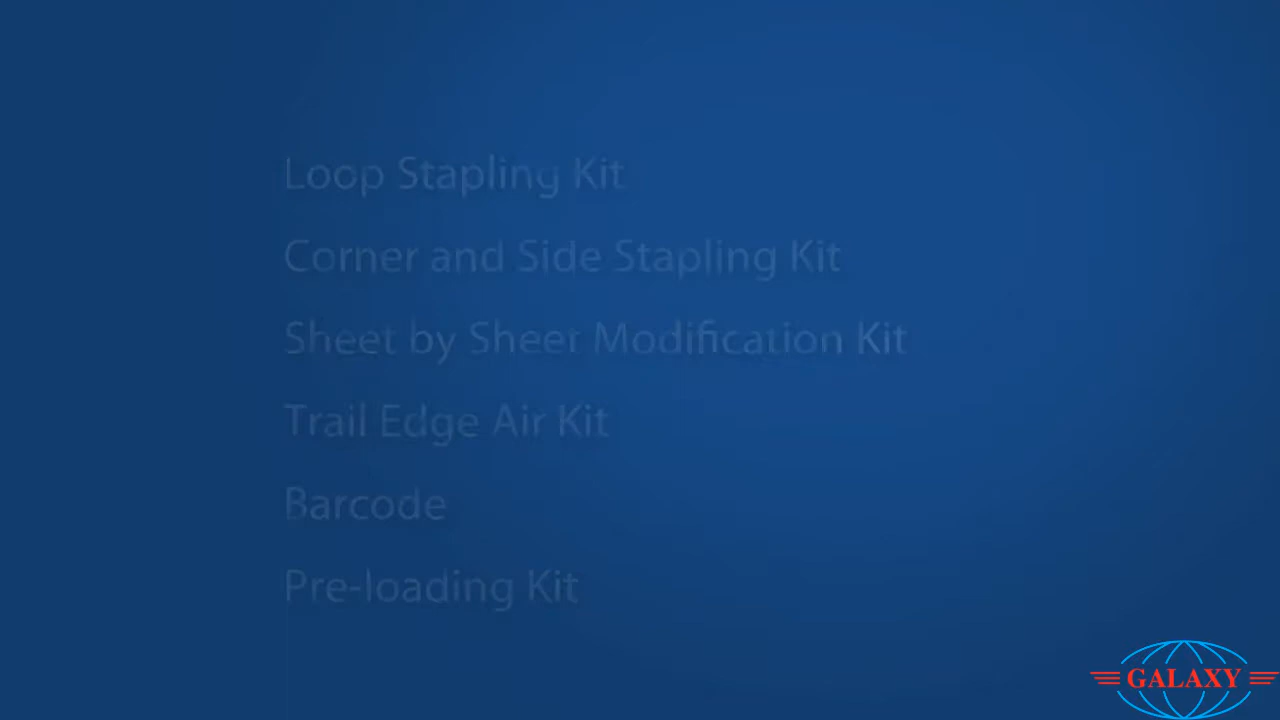 Loop Stapling Kit
Corner and Side Stapling Kit
Sheet by Sheet Modification Kit
Trail Edge Air Kit
Barcode
Pre-loading Kit
GALAXY